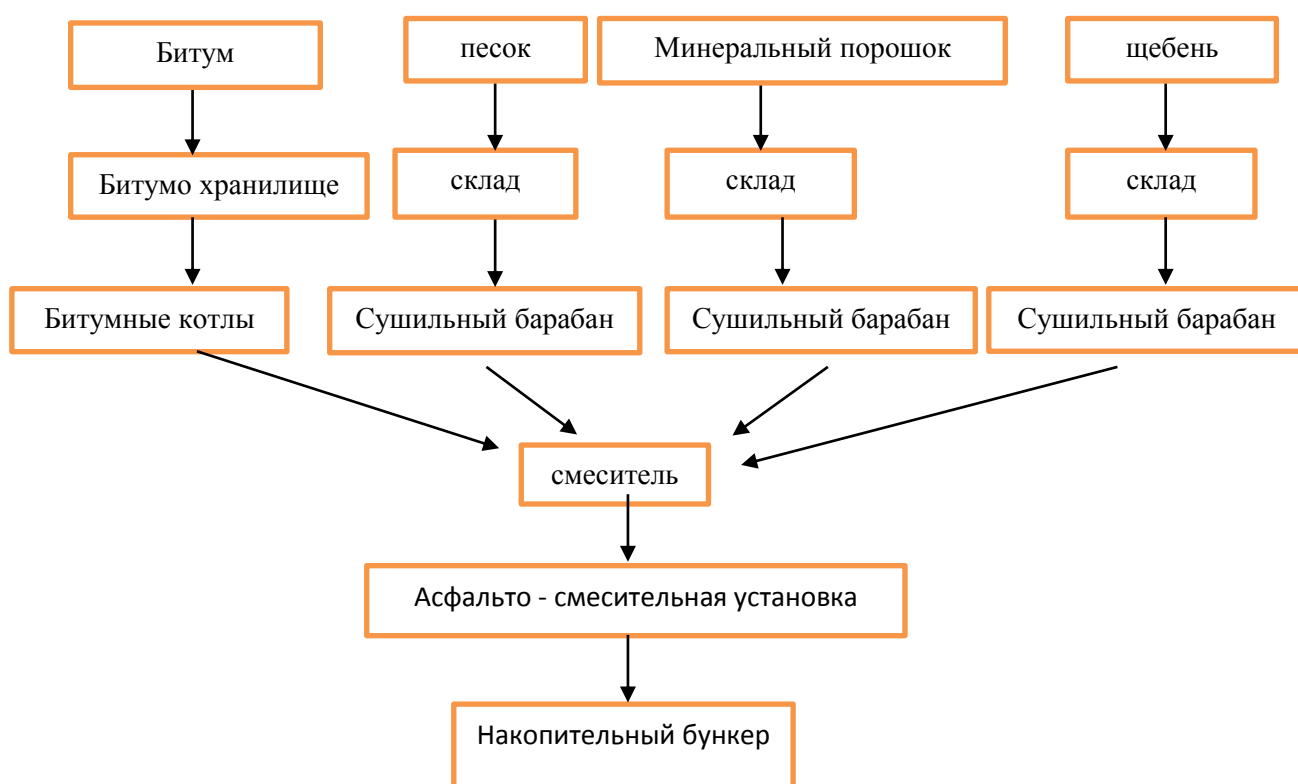 Битум
песок
Минеральный порошок
щебень
Битумо хранилище
склад
склад
склад
Битумные котлы
Сушильный барабан
Сушильный барабан
Сушильный барабан
смеситель
Асфальто - смесительная установка
Накопительный бункер